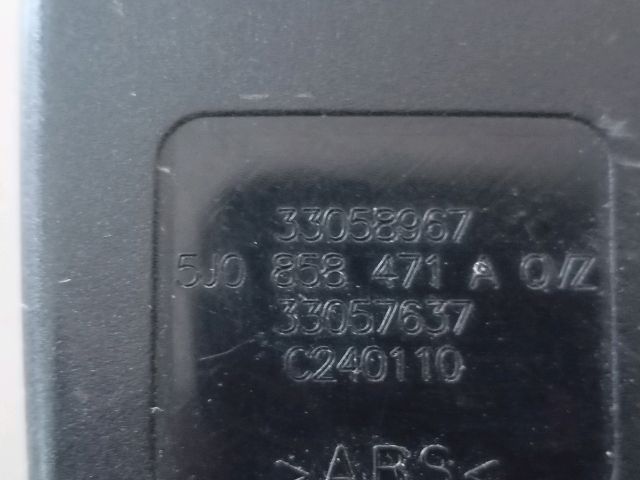 33058967
5J0 858 471 A Q/Z
33057637
C240110
>ABS<